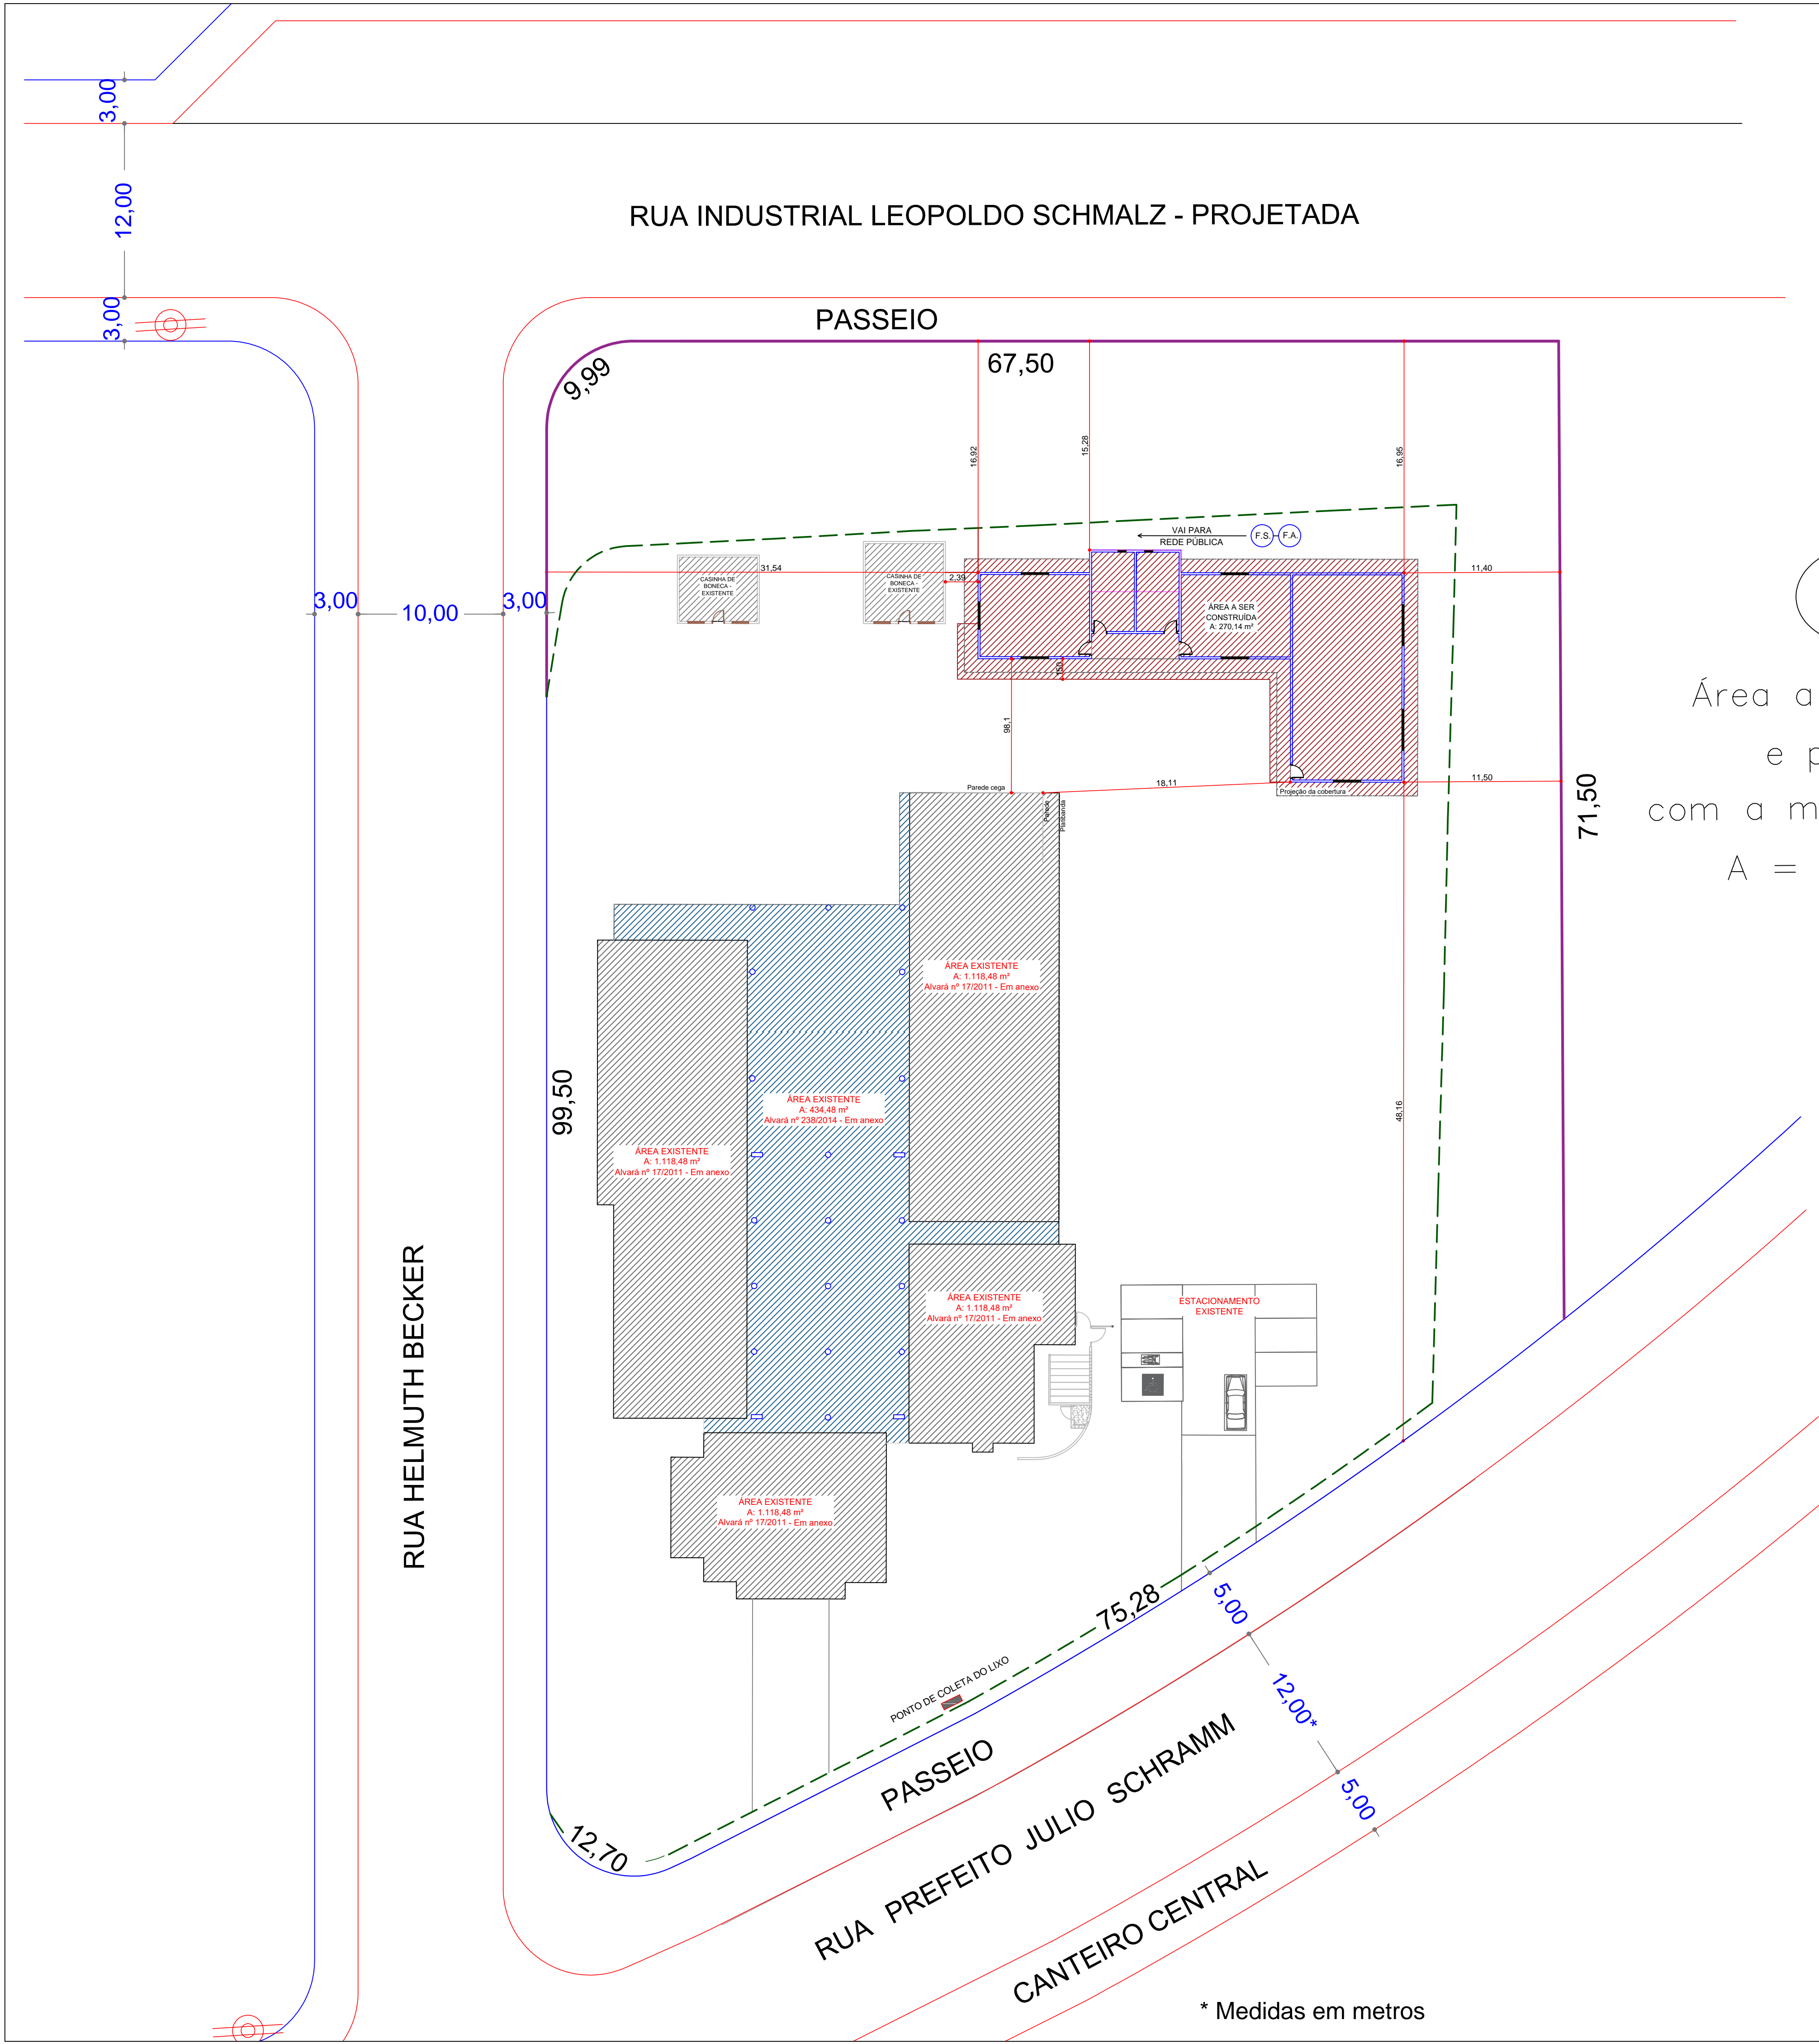 3,00
12,00
RUA INDUSTRIAL LEOPOLDO SCHMALZ - PROJETADA
3,00
PASSEIO
67,50
9,99
16,92
15,28
16,95
VAI PARA
REDE PÚBLICA
F.S.
F.A.
31,54
2,39
11,40
CASINHA DE
BONECA -
EXISTENTE
CASINHA DE
BONECA -
EXISTENTE
3,00
10,00
3,00
ÁREA A SER
CONSTRUÍDA
A: 270,14 m²
150
98,1
Área a
e p
com a m
A =
18,11
11,50
Parede cega
Parede
Platibanda
Projeção da cobertura
71,50
ÁREA EXISTENTE
A: 1.118,48 m²
Alvará nº 17/2011 - Em anexo
99,50
ÁREA EXISTENTE
A: 434,48 m²
Alvará nº 238/2014 - Em anexo
48,16
ÁREA EXISTENTE
A: 1.118,48 m²
Alvará nº 17/2011 - Em anexo
RUA HELMUTH BECKER
ÁREA EXISTENTE
A: 1.118,48 m²
Alvará nº 17/2011 - Em anexo
ESTACIONAMENTO
EXISTENTE
ÁREA EXISTENTE
A: 1.118,48 m²
Alvará nº 17/2011 - Em anexo
75,28
5,00
12,00*
5,00
PONTO DE COLETA DO LIXO
12,70
PASSEIO
RUA PREFEITO JULIO SCHRAMM
CANTEIRO CENTRAL
* Medidas em metros